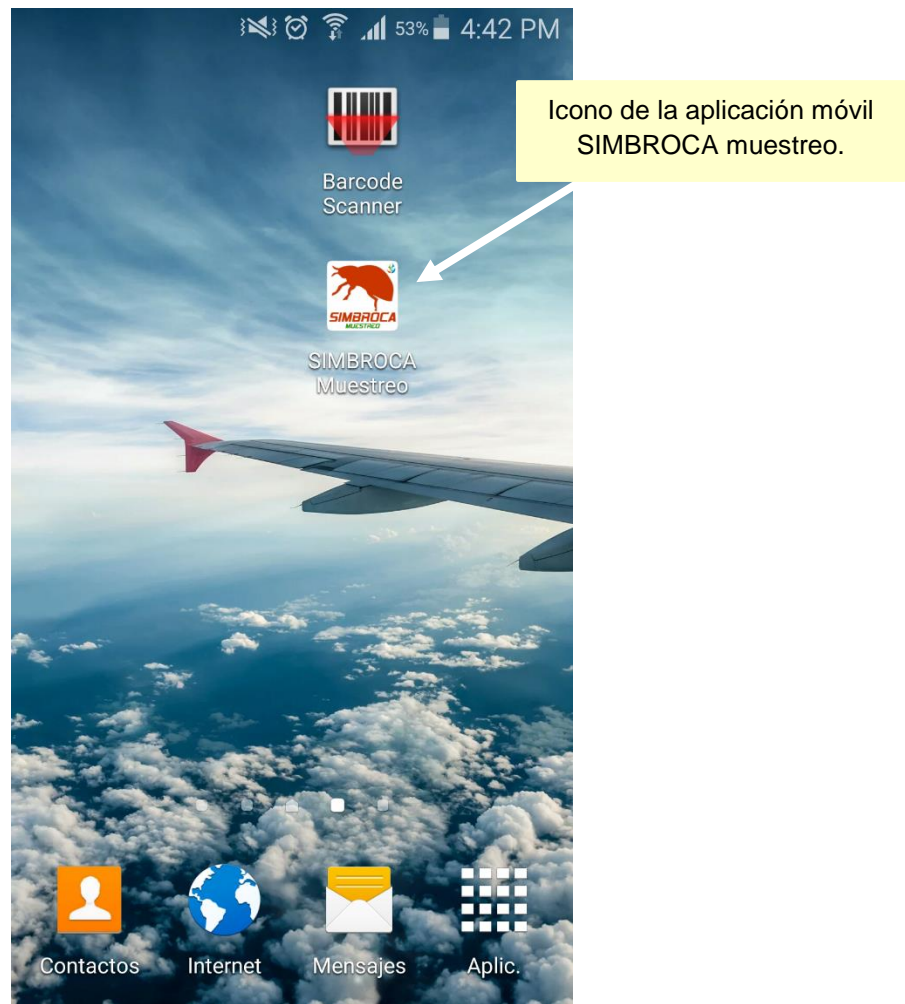 53% 4:42 PM
Icono de la aplicación móvil
SIMBROCA muestreo.
Barcode
Scanner
SIMBROCA
MUESTREO
SIMBROCA
Muestreo
Contactos Internet Mensajes Aplic.